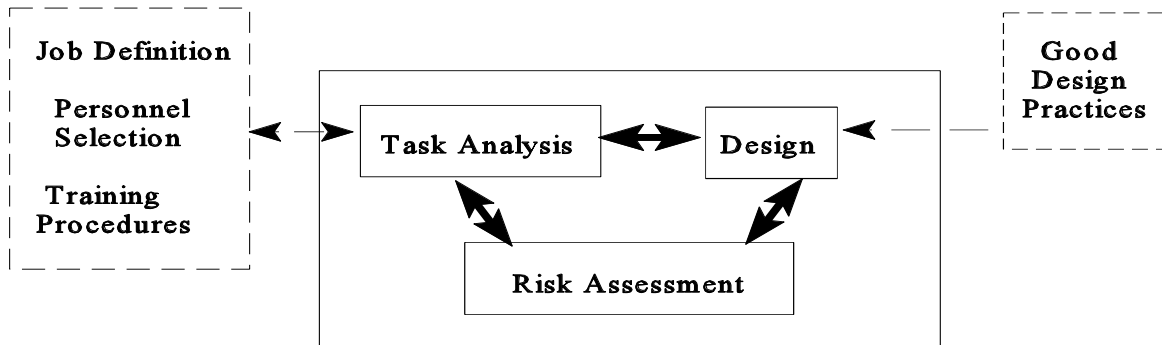 Job Definition
Personnel
Selection
Training
Procedures
Task Analysis
Design
Risk Assessment
Good
Design
Practices